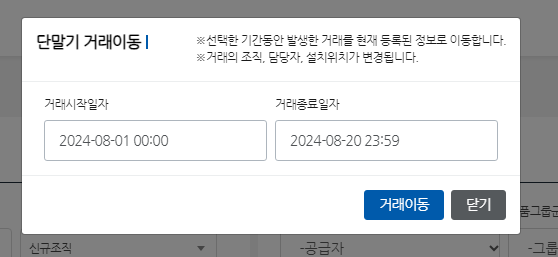 단말기 거래이동
※선택한 기간동안 발생한 거래를 현재 등록된 정보로 이동합니다.
※거래의 조직, 담당자, 설치위치가 변경됩니다.
거래시작일자
거래종료일자
2024-08-01 00:00
2024-08-20 23:59
거래이동
닫기
품그룹군
신규조직
-공급자
-그룹